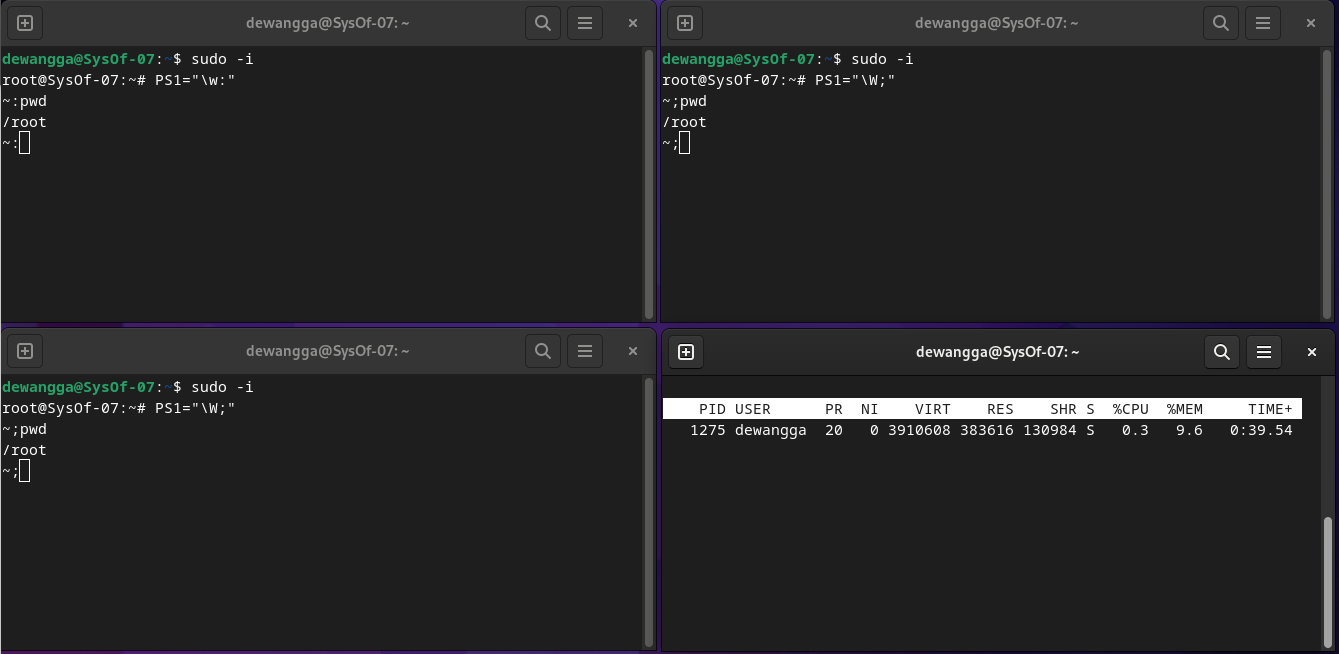 dewangga@SysOf-07: ~
dewangga@SysOf-07:~$ sudo -i
root@SysOf-07:~# PS1="\w:"
~:pwd
/root
~:
dewangga@SysOf-07: ~
dewangga@SysOf-07:~$ sudo -i
root@SysOf-07:~# PS1="\W;"
~;pwd
/root
~;
dewangga@SysOf-07: ~
dewangga@SysOf-07:~$ sudo -i
root@SysOf-07:~# PS1="\W;"
~;pwd
/root
~;
dewangga@SysOf-07: ~
PID USER PR NI VIRT RES SHR S %CPU %MEM TIME+
1275 dewangga 20 0 3910608 383616 130984 S 0.3 9.6 0:39.54